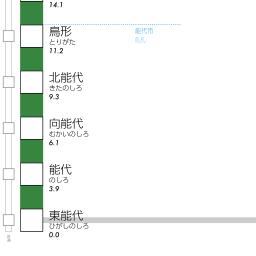 14.1
鳥形
とりがた
11.2
能代市
北能代
きたのしろ
9.3
向能代
むかいのしろ
6.1
能代
のしろ
3.9
東能代
ひがしのしろ
0.0